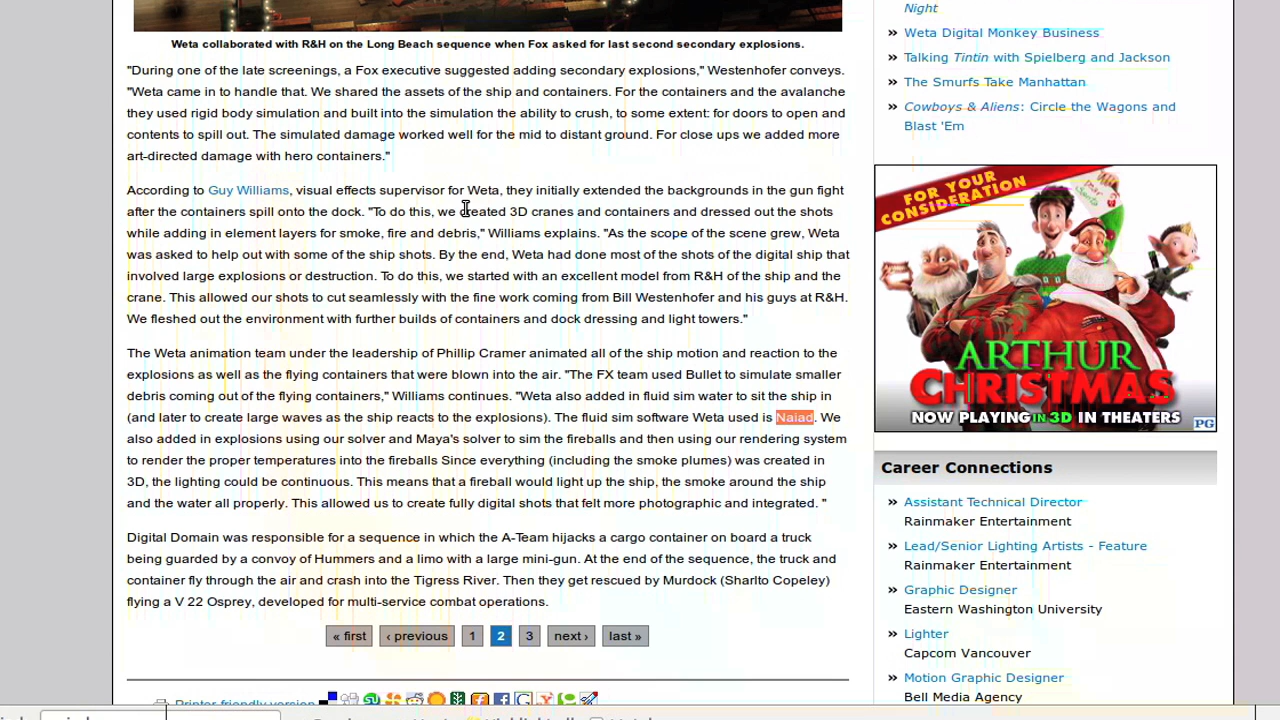 Weta collaborated with R&H on the Long Beach sequence when Fox asked for last second secondary explosions.
"During one of the late screenings, a Fox executive suggested adding secondary explosions," Westenhofer conveys.
"Weta came in to handle that. We shared the assets of the ship and containers. For the containers and the avalanche
they used rigid body simulation and built into the simulation the ability to crush, to some extent: for doors to open and
contents to spill out. The simulated damage worked well for the mid to distant ground. For close ups we added more
art-directed damage with hero containers."
According to Guy Williams, visual effects supervisor for Weta, they initially extended the backgrounds in the gun fight
after the containers spill onto the dock. "To do this, we created 3D cranes and containers and dressed out the shots
while adding in element layers for smoke, fire and debris," Williams explains. "As the scope of the scene grew, Weta
was asked to help out with some of the ship shots. By the end, Weta had done most of the shots of the digital ship that
involved large explosions or destruction. To do this, we started with an excellent model from R&H of the ship and the
crane. This allowed our shots to cut seamlessly with the fine work coming from Bill Westenhofer and his guys at R&H.
We fleshed out the environment with further builds of containers and dock dressing and light towers."
The Weta animation team under the leadership of Phillip Cramer animated all of the ship motion and reaction to the
explosions as well as the flying containers that were blown into the air. "The FX team used Bullet to simulate smaller
debris coming out of the flying containers," Williams continues. "Weta also added in fluid sim water to sit the ship in
(and later to create large waves as the ship reacts to the explosions). The fluid sim software Weta used is Naiad. We
also added in explosions using our solver and Maya's solver to sim the fireballs and then using our rendering system
to render the proper temperatures into the fireballs Since everything (including the smoke plumes) was created in
3D, the lighting could be continuous. This means that a fireball would light up the ship, the smoke around the ship
and the water all properly. This allowed us to create fully digital shots that felt more photographic and integrated. "
Digital Domain was responsible for a sequence in which the A-Team hijacks a cargo container on board a truck
being guarded by a convoy of Hummers and a limo with a large mini-gun. At the end of the sequence, the truck and
container fly through the air and crash into the Tigress River. Then they get rescued by Murdock (Sharlto Copeley)
flying a V 22 Osprey, developed for multi-service combat operations.
« first ‹ previous 1 2 3 next › last »
Printer-friendly version
Night
» Weta Digital Monkey Business
» Talking Tintin with Spielberg and Jackson
» The Smurfs Take Manhattan
» Cowboys & Aliens: Circle the Wagons and
Blast 'Em
FOR YOUR
CONSIDERATION
ARTHUR
CHRISTMAS
NOW PLAYING IN 3D IN THEATERS
PG
Career Connections
» Assistant Technical Director
Rainmaker Entertainment
» Lead/Senior Lighting Artists - Feature
Rainmaker Entertainment
» Graphic Designer
Eastern Washington University
» Lighter
Capcom Vancouver
» Motion Graphic Designer
Bell Media Agency